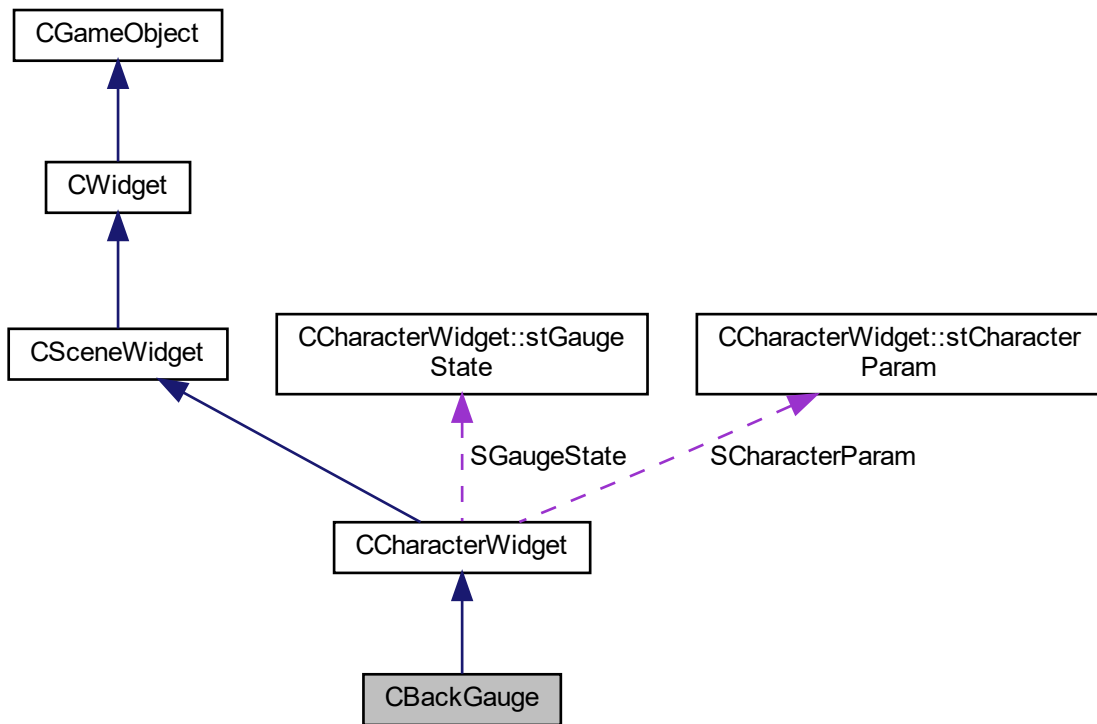 CGameObject
CWidget
CSceneWidget
CCharacterWidget::stGauge
State
CCharacterWidget::stCharacter
Param
SGaugeState
SCharacterParam
CCharacterWidget
CBackGauge